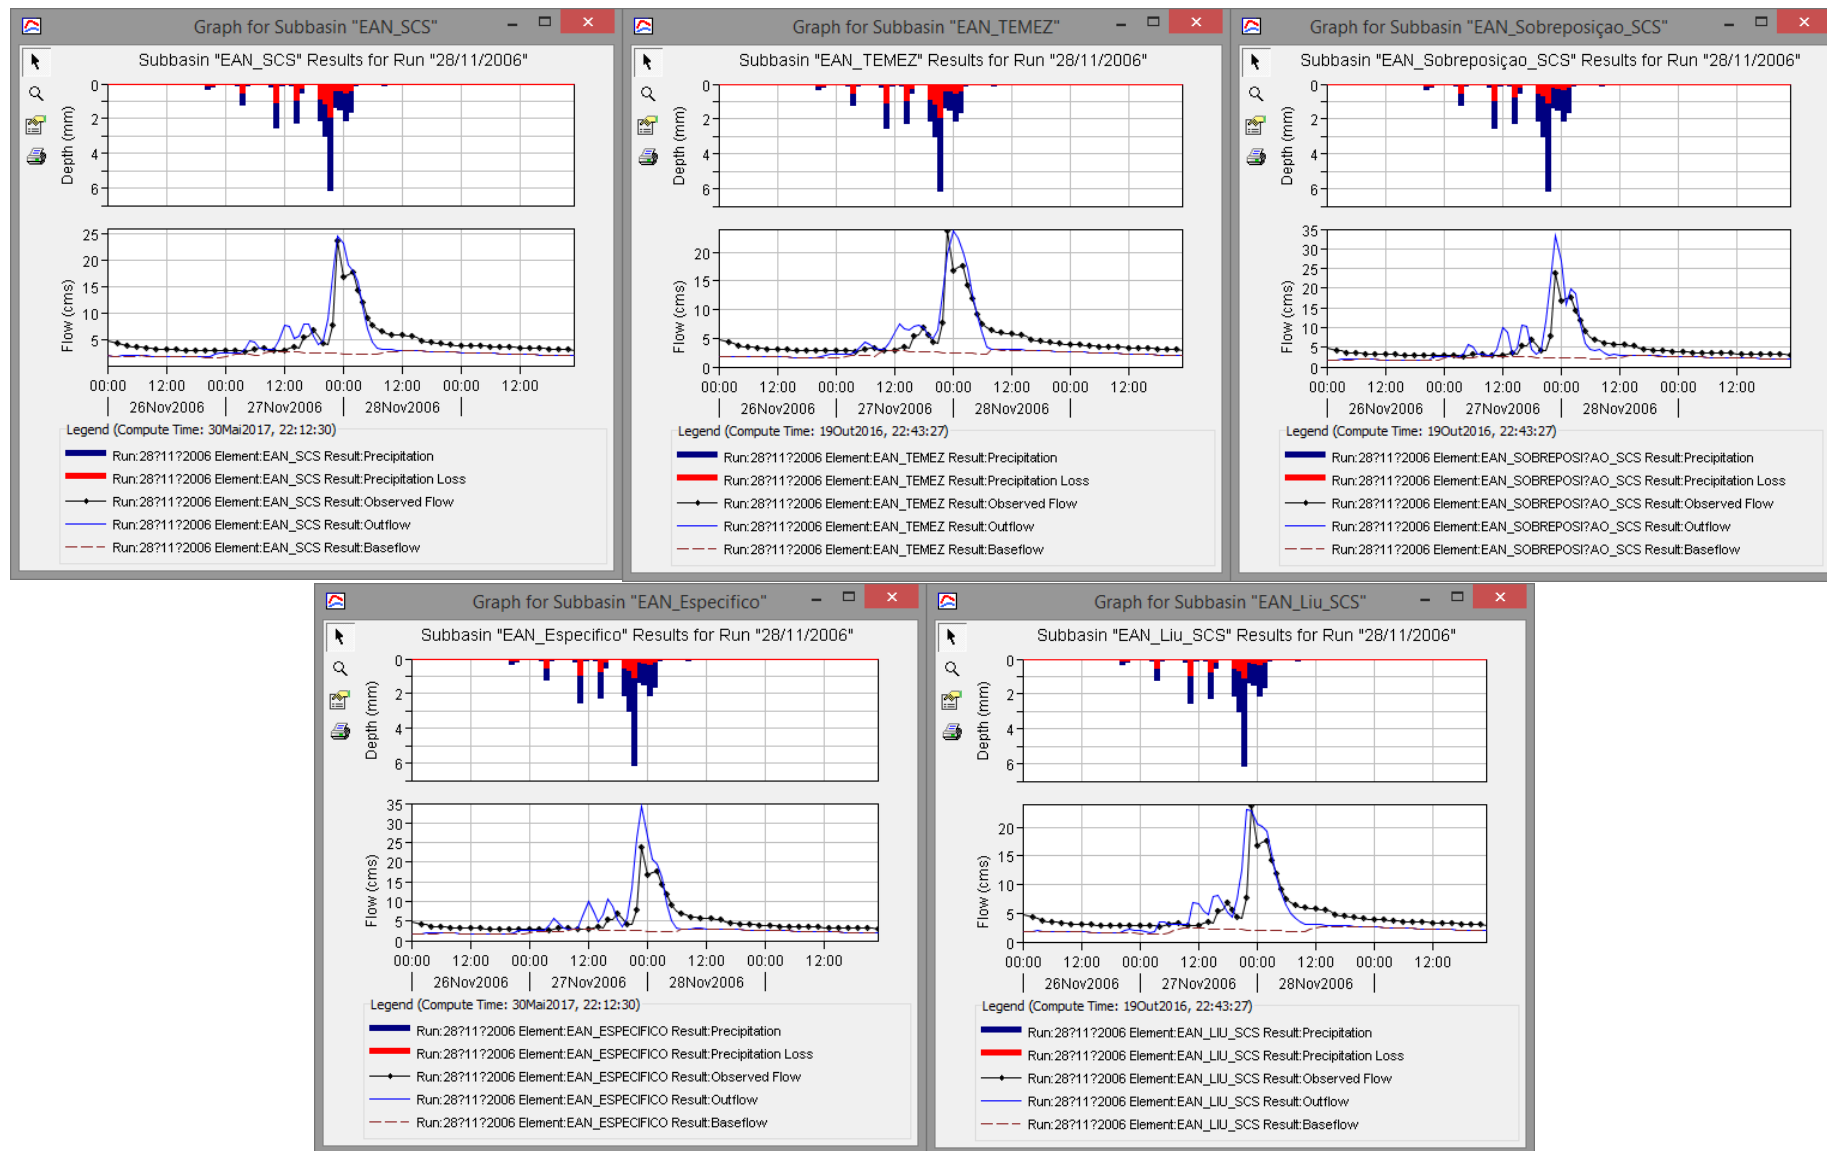 Graph for Subbasin "EAN_SCS"
Subbasin "EAN_SCS" Results for Run "28/11/2006"
Depth (mm)
0
2
4
6
Flow (cms)
25
20
15
10
5
00:00 12:00 00:00 12:00 00:00 12:00 00:00 12:00
26Nov2006 27Nov2006 28Nov2006
Legend (Compute Time: 30Mai2017, 22:12:30)
Run:28?11?2006 Element:EAN_SCS Result:Precipitation
Run:28?11?2006 Element:EAN_SCS Result:Precipitation Loss
Run:28?11?2006 Element:EAN_SCS Result:Observed Flow
Run:28?11?2006 Element:EAN_SCS Result:Outflow
Run:28?11?2006 Element:EAN_SCS Result:Baseflow
Graph for Subbasin "EAN_TEMEZ"
Subbasin "EAN_TEMEZ" Results for Run "28/11/2006"
Depth (mm)
0
2
4
6
Flow (cms)
20
15
10
5
0
00:00 12:00 00:00 12:00 00:00 12:00 00:00 12:00
26Nov2006 27Nov2006 28Nov2006
Legend (Compute Time: 19Out2016, 22:43:27)
Run:28?11?2006 Element:EAN_TEMEZ Result:Precipitation
Run:28?11?2006 Element:EAN_TEMEZ Result:Precipitation Loss
Run:28?11?2006 Element:EAN_TEMEZ Result:Observed Flow
Run:28?11?2006 Element:EAN_TEMEZ Result:Outflow
Run:28?11?2006 Element:EAN_TEMEZ Result:Baseflow
Graph for Subbasin "EAN_Sobreposiçao_SCS"
Subbasin "EAN_Sobreposiçao_SCS" Results for Run "28/11/2006"
Depth (mm)
0
2
4
6
Flow (cms)
35
30
25
20
15
10
5
0
00:00 12:00 00:00 12:00 00:00 12:00 00:00 12:00
26Nov2006 27Nov2006 28Nov2006
Legend (Compute Time: 19Out2016, 22:43:27)
Run:28?11?2006 Element:EAN_SOBREPOSI?AO_SCS Result:Precipitation
Run:28?11?2006 Element:EAN_SOBREPOSI?AO_SCS Result:Precipitation Loss
Run:28?11?2006 Element:EAN_SOBREPOSI?AO_SCS Result:Observed Flow
Run:28?11?2006 Element:EAN_SOBREPOSI?AO_SCS Result:Outflow
Run:28?11?2006 Element:EAN_SOBREPOSI?AO_SCS Result:Baseflow
Graph for Subbasin "EAN_Especifico"
Subbasin "EAN_Especifico" Results for Run "28/11/2006"
Depth (mm)
0
2
4
6
Flow (cms)
35
30
25
20
15
10
5
0
00:00 12:00 00:00 12:00 00:00 12:00 00:00 12:00
26Nov2006 27Nov2006 28Nov2006
Legend (Compute Time: 30Mai2017, 22:12:30)
Run:28?11?2006 Element:EAN_ESPECIFICO Result:Precipitation
Run:28?11?2006 Element:EAN_ESPECIFICO Result:Precipitation Loss
Run:28?11?2006 Element:EAN_ESPECIFICO Result:Observed Flow
Run:28?11?2006 Element:EAN_ESPECIFICO Result:Outflow
Run:28?11?2006 Element:EAN_ESPECIFICO Result:Baseflow
Graph for Subbasin "EAN_Liu_SCS"
Subbasin "EAN_Liu_SCS" Results for Run "28/11/2006"
Depth (mm)
0
2
4
6
Flow (cms)
20
15
10
5
0
00:00 12:00 00:00 12:00 00:00 12:00 00:00 12:00
26Nov2006 27Nov2006 28Nov2006
Legend (Compute Time: 19Out2016, 22:43:27)
Run:28?11?2006 Element:EAN_LIU_SCS Result:Precipitation
Run:28?11?2006 Element:EAN_LIU_SCS Result:Precipitation Loss
Run:28?11?2006 Element:EAN_LIU_SCS Result:Observed Flow
Run:28?11?2006 Element:EAN_LIU_SCS Result:Outflow
Run:28?11?2006 Element:EAN_LIU_SCS Result:Baseflow